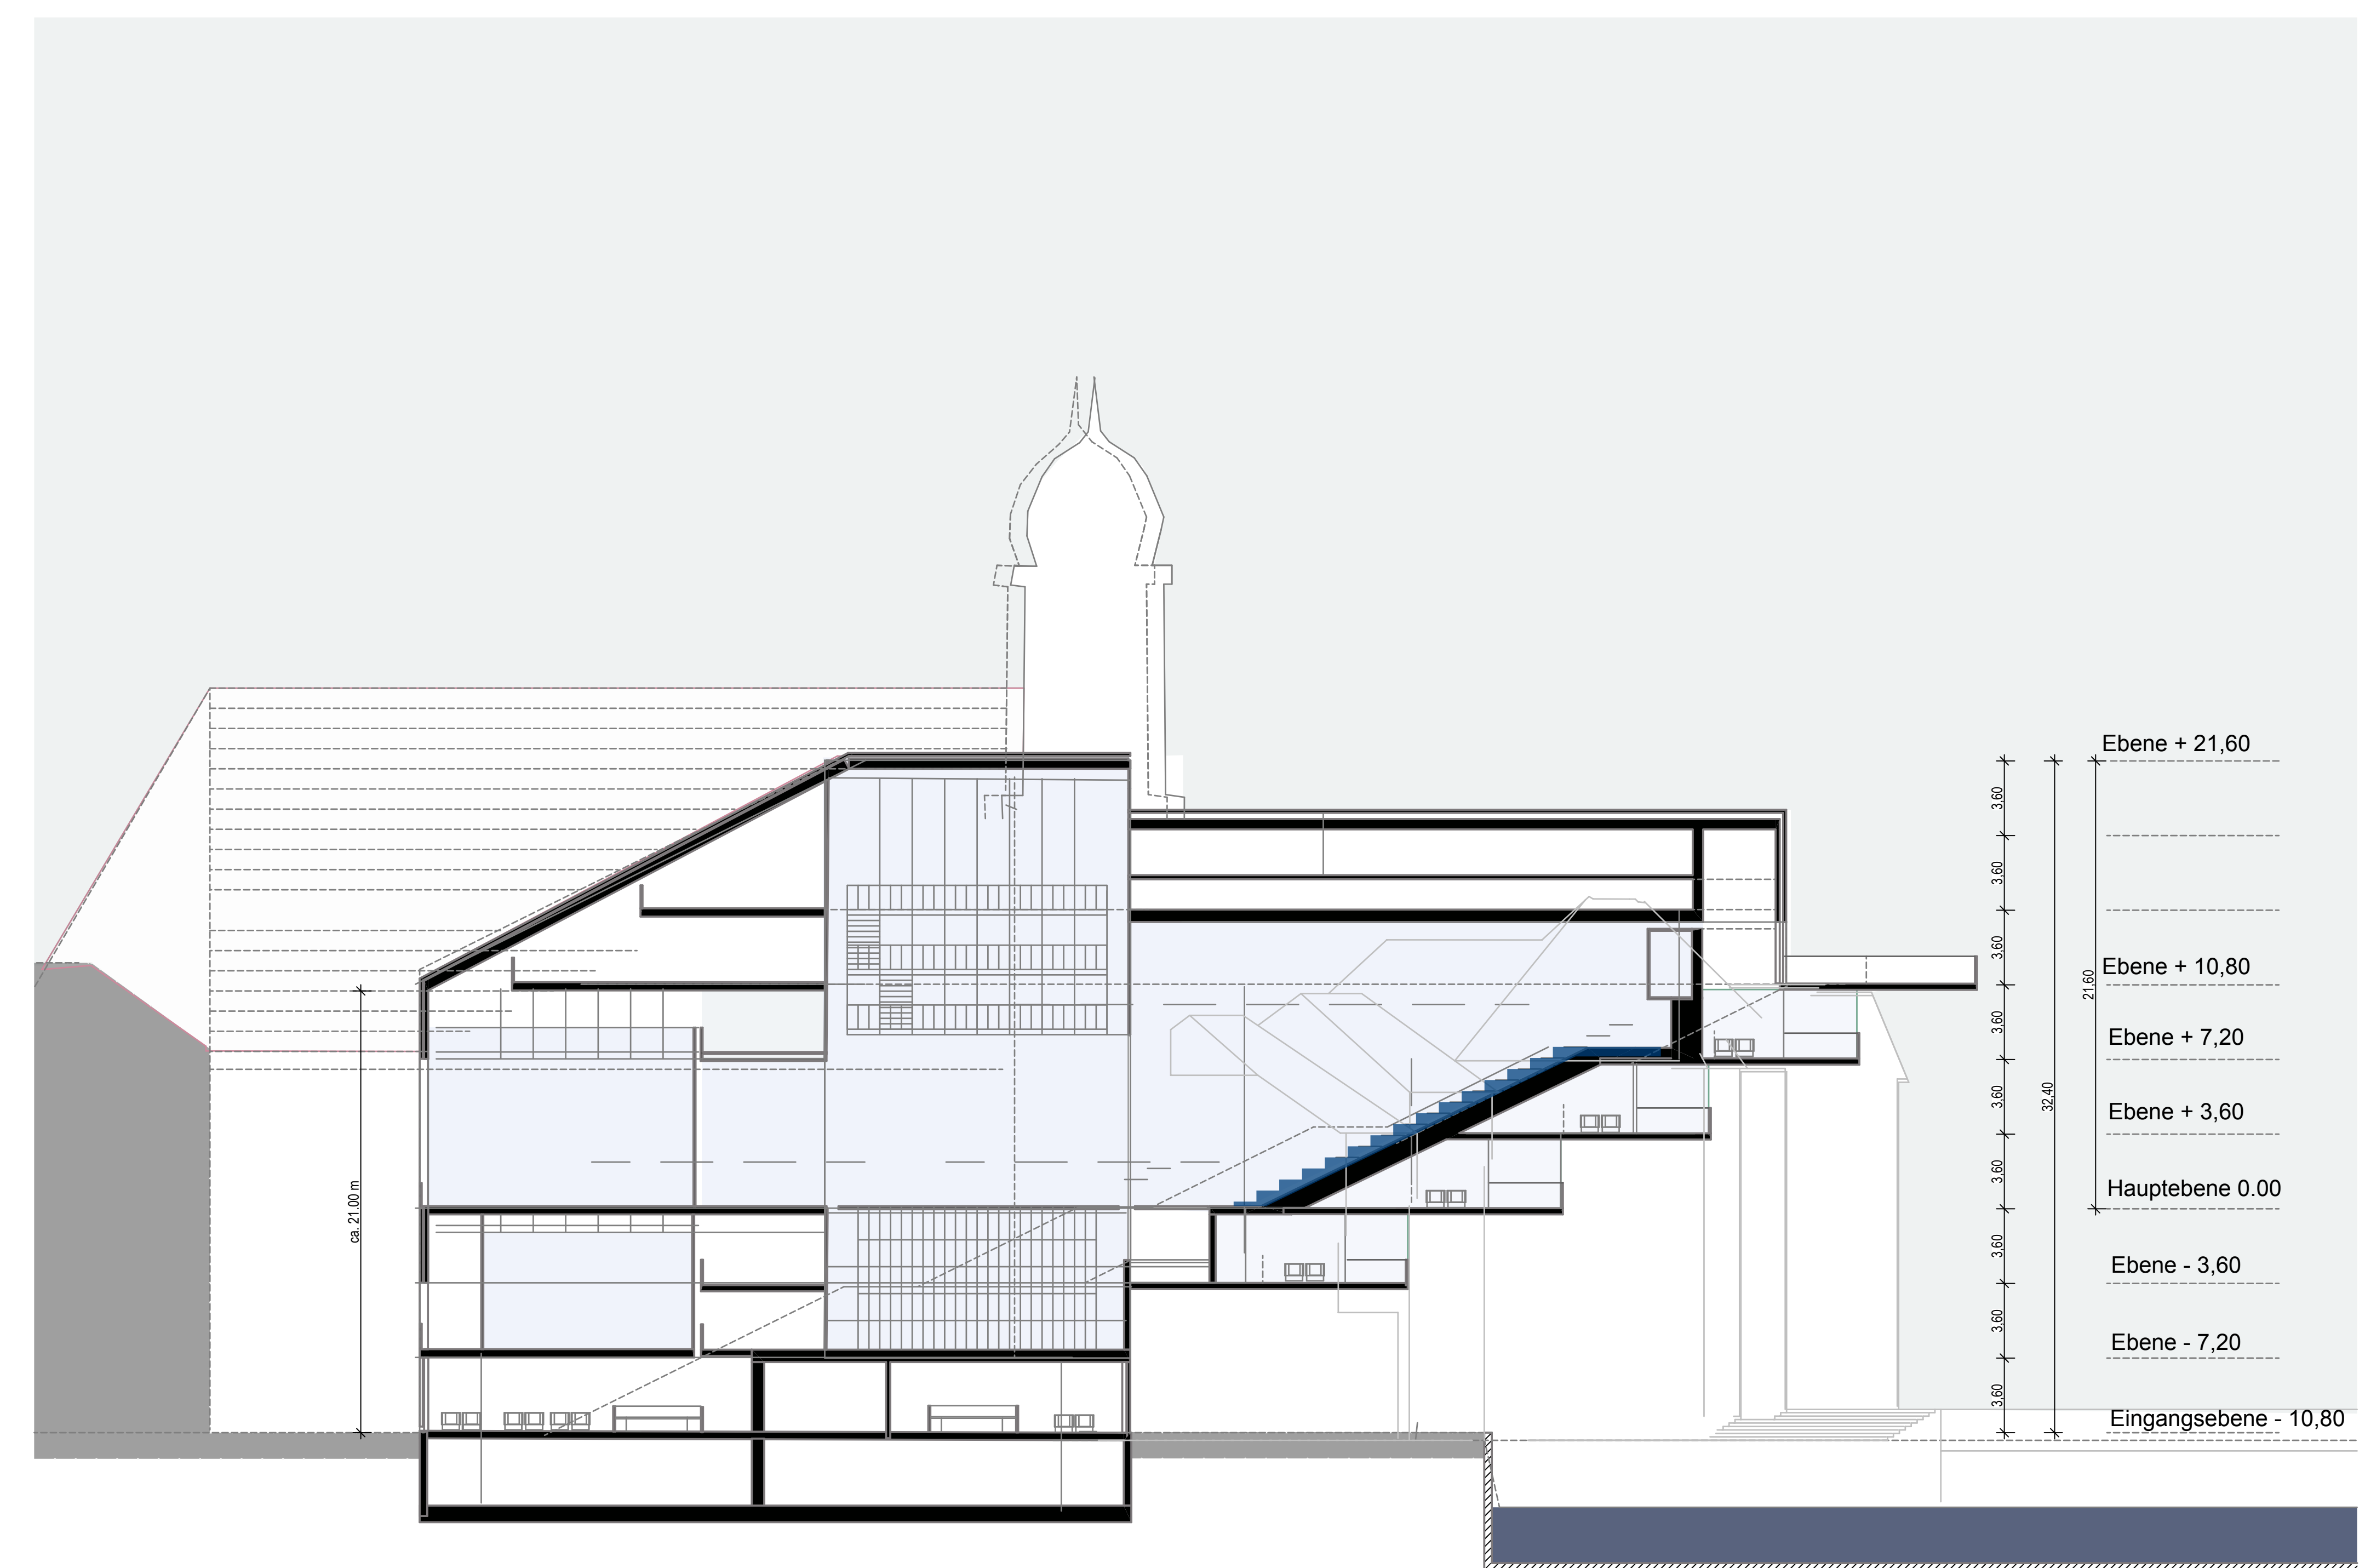 Ebene + 21,60
3.60
3.60
3.60
Ebene + 10,80
21,60
3.60
Ebene + 7,20
3.60
32,40
Ebene + 3,60
3.60
Hauptebene 0.00
ca. 21.00 m
3.60
Ebene - 3,60
3.60
Ebene - 7,20
3.60
Eingangsebene - 10,80